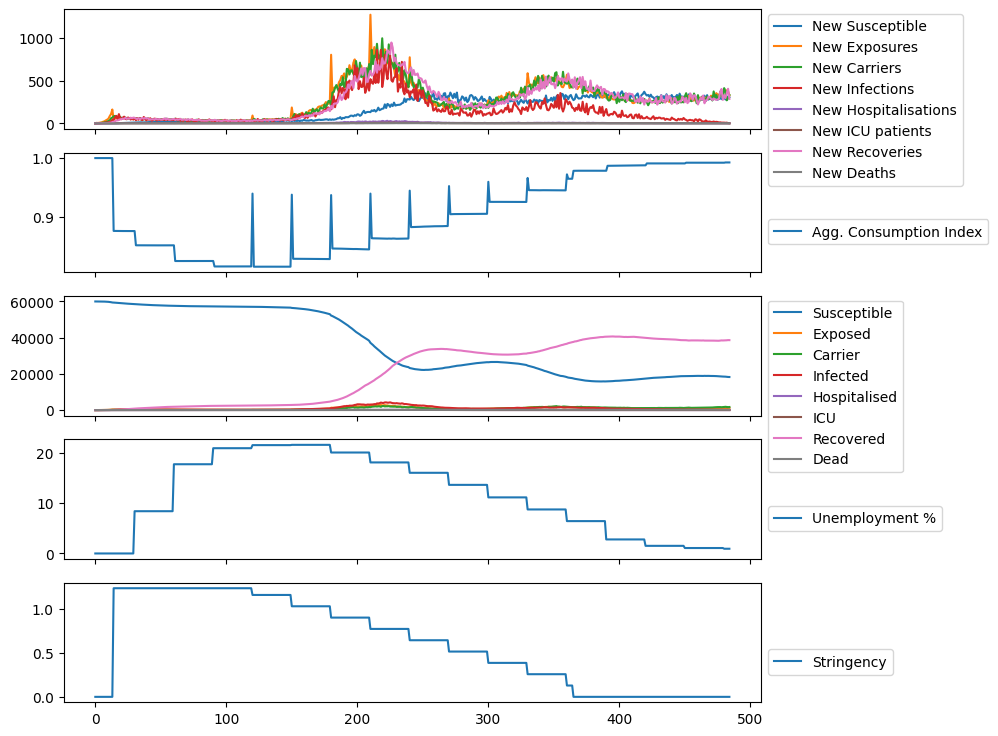 1000
500
0
New Susceptible
New Exposures
New Carriers
New Infections
New Hospitalisations
New ICU patients
New Recoveries
New Deaths
1.0
0.9
Agg. Consumption Index
60000
40000
20000
0
Susceptible
Exposed
Carrier
Infected
Hospitalised
ICU
Recovered
Dead
20
10
0
Unemployment %
1.0
0.5
0.0
Stringency
0 100 200 300 400 500